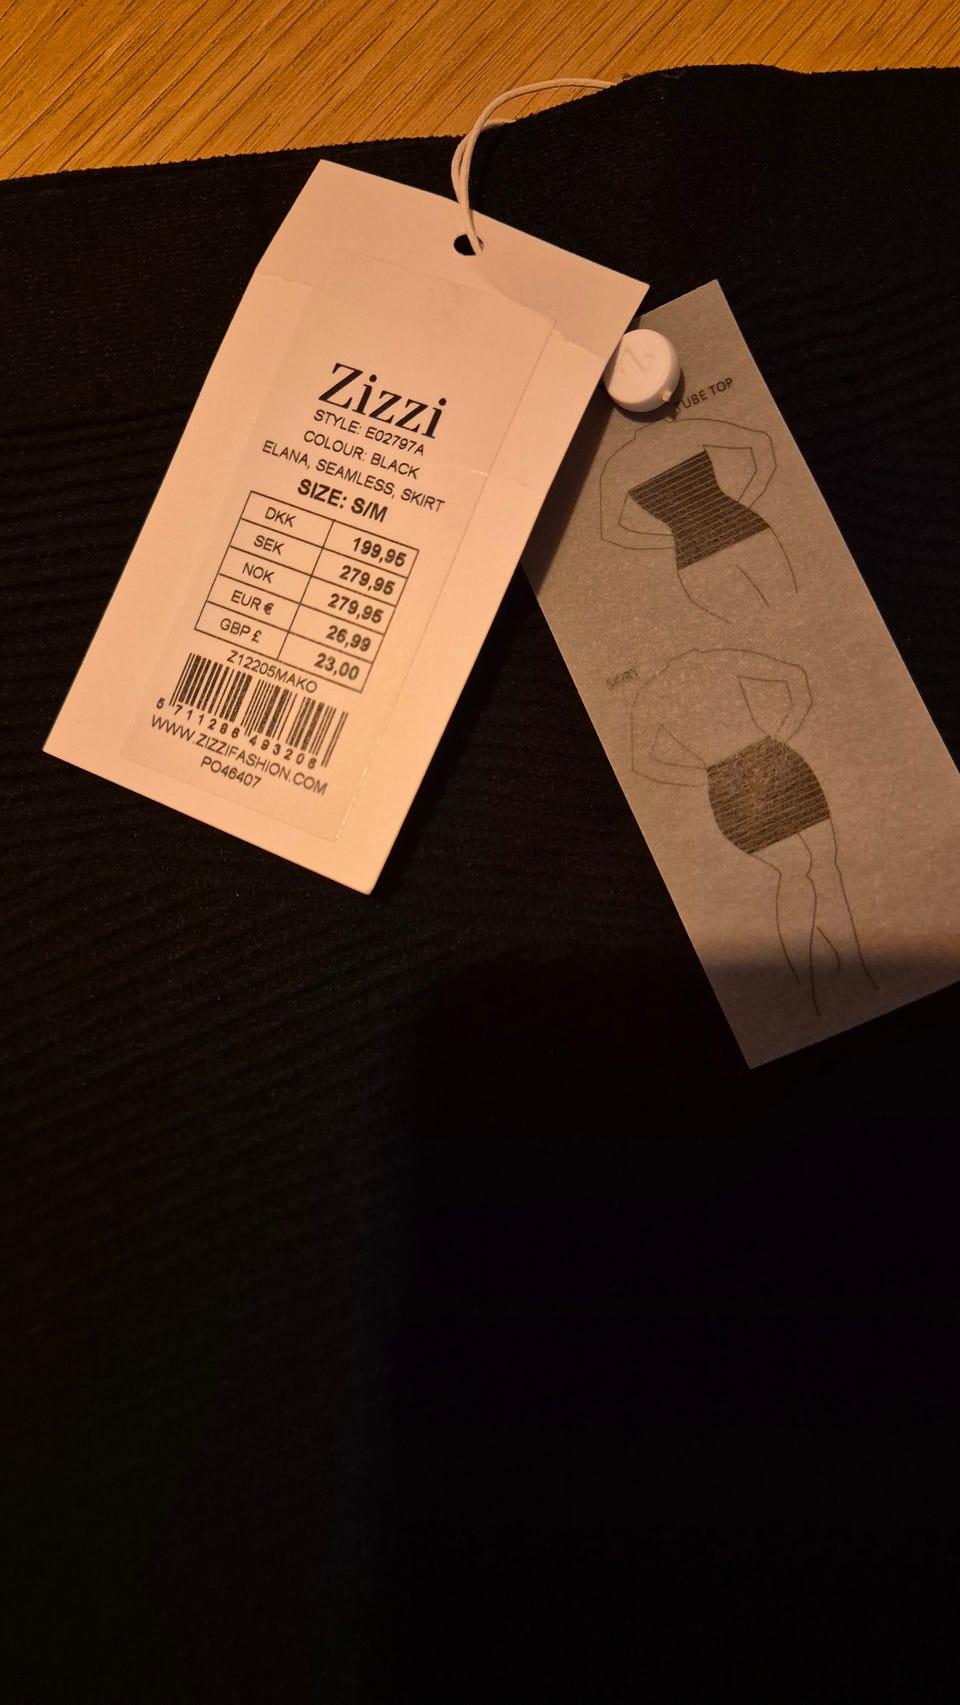 Zizzi
STYLE: E02797A
COLOUR: BLACK
ELANA, SEAMLESS, SKIRT
SIZE: S/M
DKK 199,95
SEK 279,95
NOK 279,95
EUR € 26,99
GBP £ 23,00
Z12205MAKO
5 711286 493206
WWW.ZIZZIFASHION.COM
PO46407
Z
TUBE TOP
SKIRT